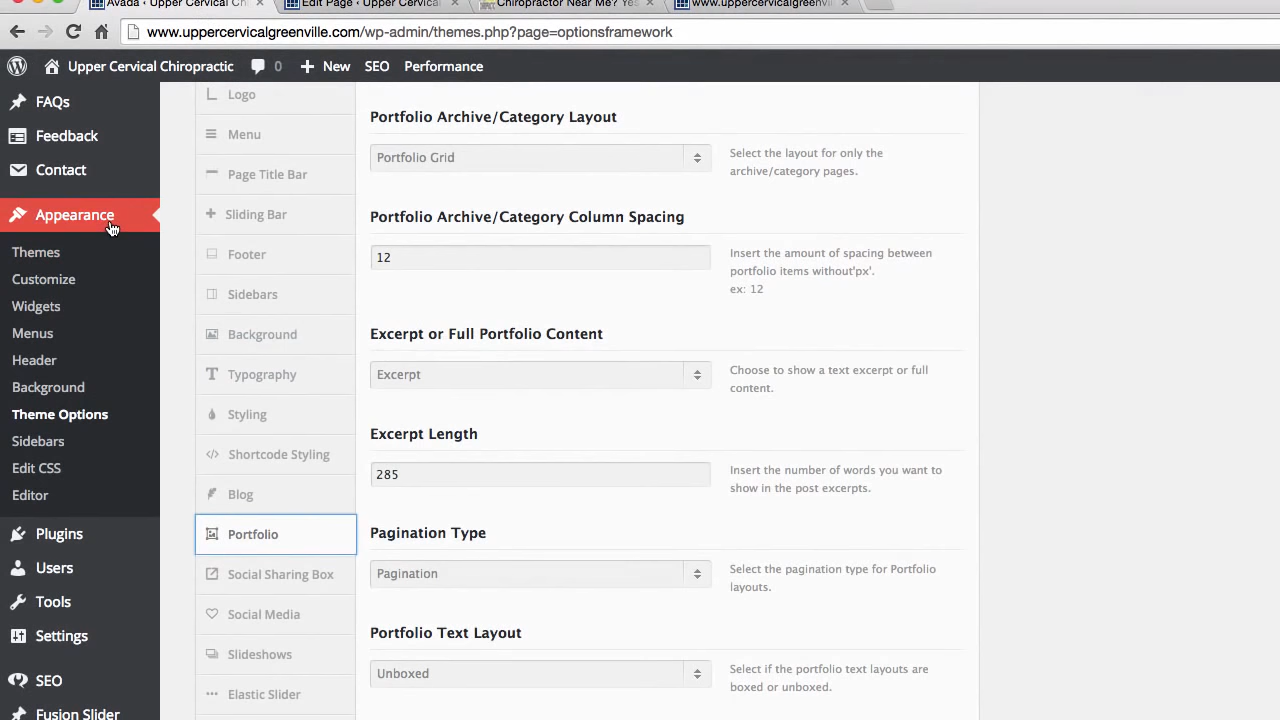 Avada ‹ Upper Cervical Chiro
Edit Page ‹ Upper Cervical
Chiropractor Near Me? Yes
www.uppercervicalgreenvill
www.uppercervicalgreenville.com/wp-admin/themes.php?page=optionsframework
Upper Cervical Chiropractic 0 + New SEO Performance
FAQs
Feedback
Contact
Appearance
Themes
Customize
Widgets
Menus
Header
Background
Theme Options
Sidebars
Edit CSS
Editor
Plugins
Users
Tools
Settings
SEO
Fusion Slider
Logo
Menu
Page Title Bar
Sliding Bar
Footer
Sidebars
Background
Typography
Styling
Shortcode Styling
Blog
Portfolio
Social Sharing Box
Social Media
Slideshows
Elastic Slider
Portfolio Archive/Category Layout
Portfolio Grid
Select the layout for only the
archive/category pages.
Portfolio Archive/Category Column Spacing
12
Insert the amount of spacing between
portfolio items without'px'.
ex: 12
Excerpt or Full Portfolio Content
Excerpt
Choose to show a text excerpt or full
content.
Excerpt Length
285
Insert the number of words you want to
show in the post excerpts.
Pagination Type
Pagination
Select the pagination type for Portfolio
layouts.
Portfolio Text Layout
Unboxed
Select if the portfolio text layouts are
boxed or unboxed.